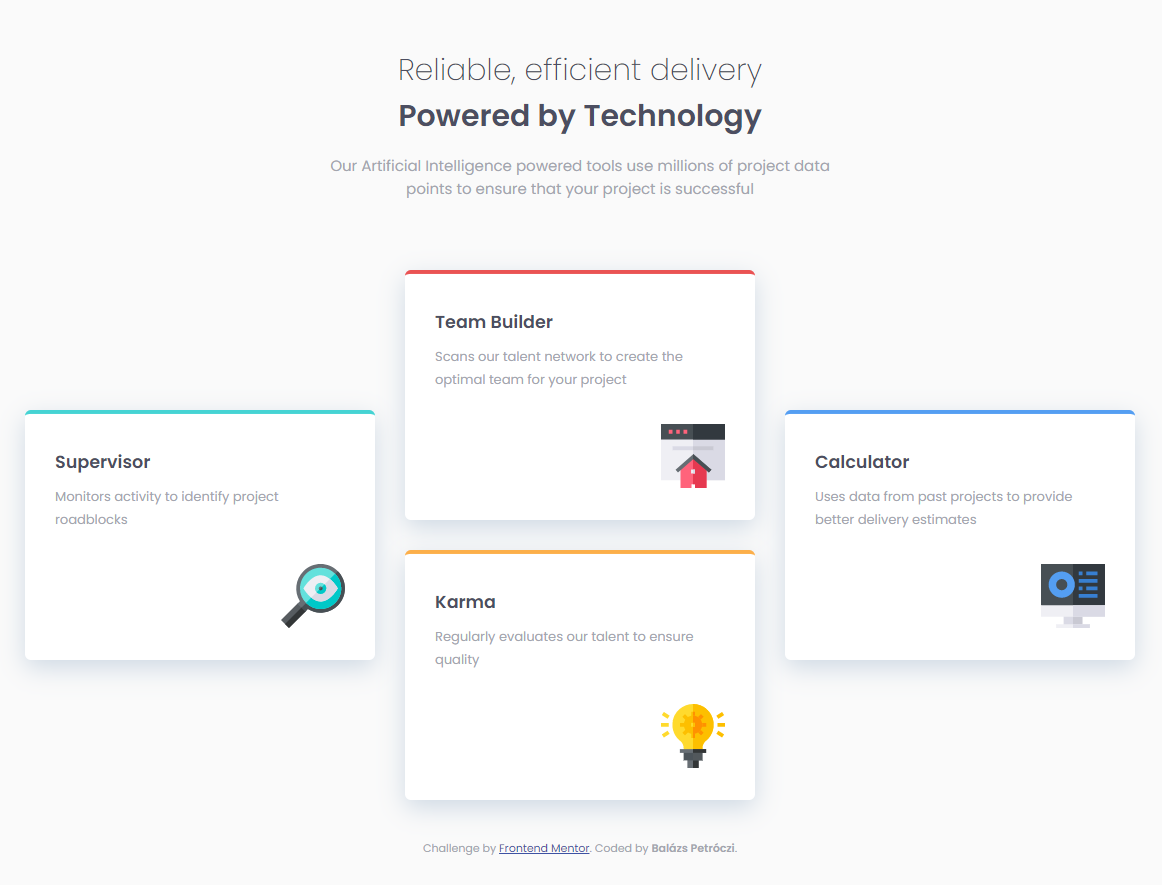 Reliable, efficient delivery
Powered by Technology
Our Artificial Intelligence powered tools use millions of project data
points to ensure that your project is successful
Supervisor
Monitors activity to identify project
roadblocks
Team Builder
Scans our talent network to create the
optimal team for your project
Karma
Regularly evaluates our talent to ensure
quality
Calculator
Uses data from past projects to provide
better delivery estimates
Challenge by Frontend Mentor. Coded by Balázs Petróczi.